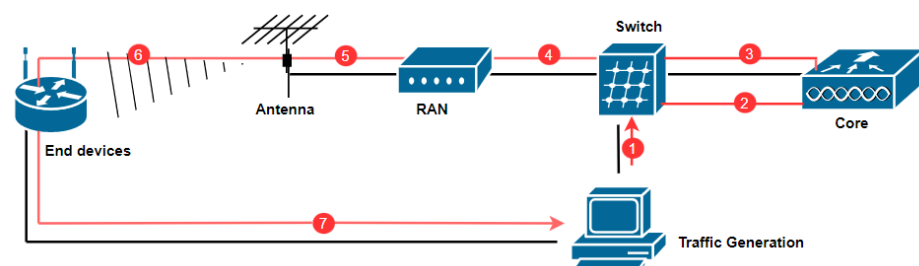 Switch
6
5
4
3
2
Antenna
RAN
Core
1
End devices
7
Traffic Generation